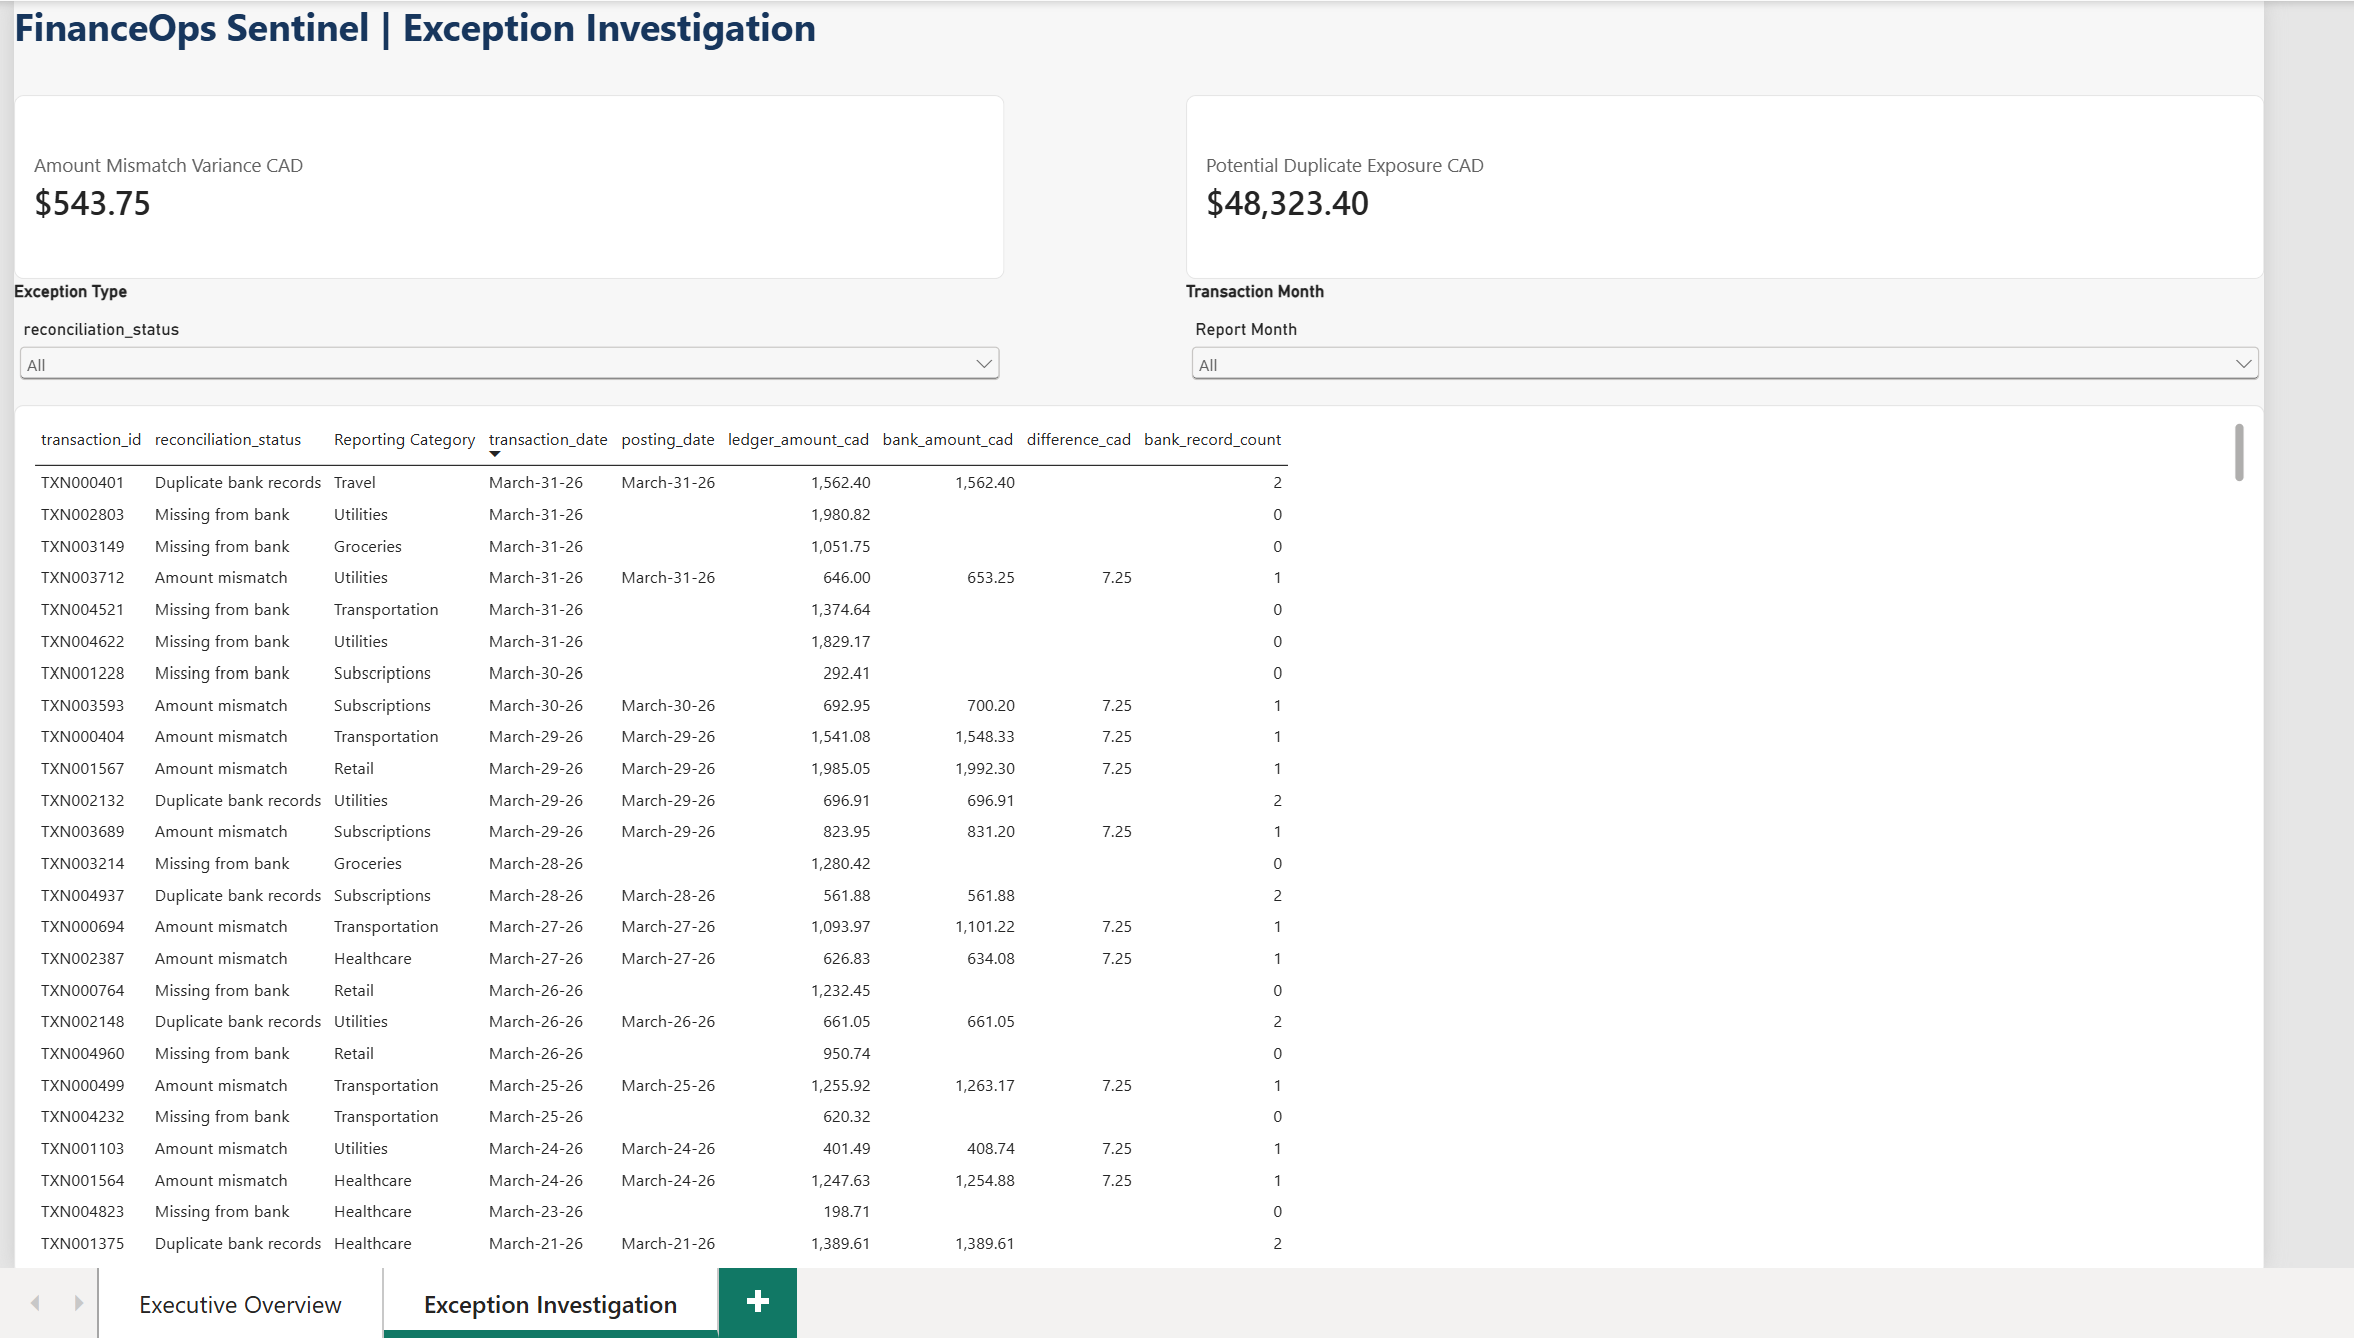 FinanceOps Sentinel | Exception Investigation
Amount Mismatch Variance CAD
$543.75
Potential Duplicate Exposure CAD
$48,323.40
Exception Type
reconciliation_status
All
Transaction Month
Report Month
All
transaction_id reconciliation_status Reporting Category transaction_date posting_date ledger_amount_cad bank_amount_cad difference_cad bank_record_count
TXN000401 Duplicate bank records Travel March-31-26 March-31-26 1,562.40 1,562.40 2
TXN002803 Missing from bank Utilities March-31-26 1,980.82 0
TXN003149 Missing from bank Groceries March-31-26 1,051.75 0
TXN003712 Amount mismatch Utilities March-31-26 March-31-26 646.00 653.25 7.25 1
TXN004521 Missing from bank Transportation March-31-26 1,374.64 0
TXN004622 Missing from bank Utilities March-31-26 1,829.17 0
TXN001228 Missing from bank Subscriptions March-30-26 292.41 0
TXN003593 Amount mismatch Subscriptions March-30-26 March-30-26 692.95 700.20 7.25 1
TXN000404 Amount mismatch Transportation March-29-26 March-29-26 1,541.08 1,548.33 7.25 1
TXN001567 Amount mismatch Retail March-29-26 March-29-26 1,985.05 1,992.30 7.25 1
TXN002132 Duplicate bank records Utilities March-29-26 March-29-26 696.91 696.91 2
TXN003689 Amount mismatch Subscriptions March-29-26 March-29-26 823.95 831.20 7.25 1
TXN003214 Missing from bank Groceries March-28-26 1,280.42 0
TXN004937 Duplicate bank records Subscriptions March-28-26 March-28-26 561.88 561.88 2
TXN000694 Amount mismatch Transportation March-27-26 March-27-26 1,093.97 1,101.22 7.25 1
TXN002387 Amount mismatch Healthcare March-27-26 March-27-26 626.83 634.08 7.25 1
TXN000764 Missing from bank Retail March-26-26 1,232.45 0
TXN002148 Duplicate bank records Utilities March-26-26 March-26-26 661.05 661.05 2
TXN004960 Missing from bank Retail March-26-26 950.74 0
TXN000499 Amount mismatch Transportation March-25-26 March-25-26 1,255.92 1,263.17 7.25 1
TXN004232 Missing from bank Transportation March-25-26 620.32 0
TXN001103 Amount mismatch Utilities March-24-26 March-24-26 401.49 408.74 7.25 1
TXN001564 Amount mismatch Healthcare March-24-26 March-24-26 1,247.63 1,254.88 7.25 1
TXN004823 Missing from bank Healthcare March-23-26 198.71 0
TXN001375 Duplicate bank records Healthcare March-21-26 March-21-26 1,389.61 1,389.61 2
Executive Overview Exception Investigation +